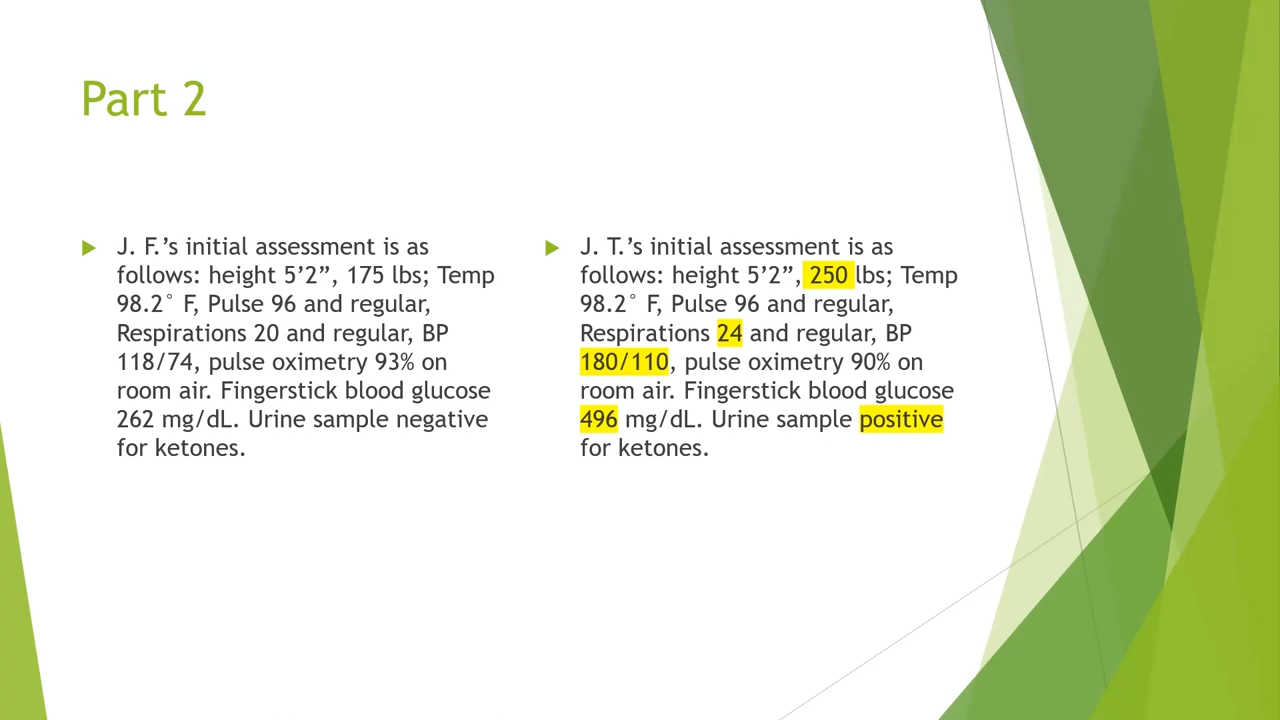 Part 2
J. F.’s initial assessment is as
follows: height 5’2”, 175 lbs; Temp
98.2° F, Pulse 96 and regular,
Respirations 20 and regular, BP
118/74, pulse oximetry 93% on
room air. Fingerstick blood glucose
262 mg/dL. Urine sample negative
for ketones.
J. T.’s initial assessment is as
follows: height 5’2”, 250 lbs; Temp
98.2° F, Pulse 96 and regular,
Respirations 24 and regular, BP
180/110, pulse oximetry 90% on
room air. Fingerstick blood glucose
496 mg/dL. Urine sample positive
for ketones.